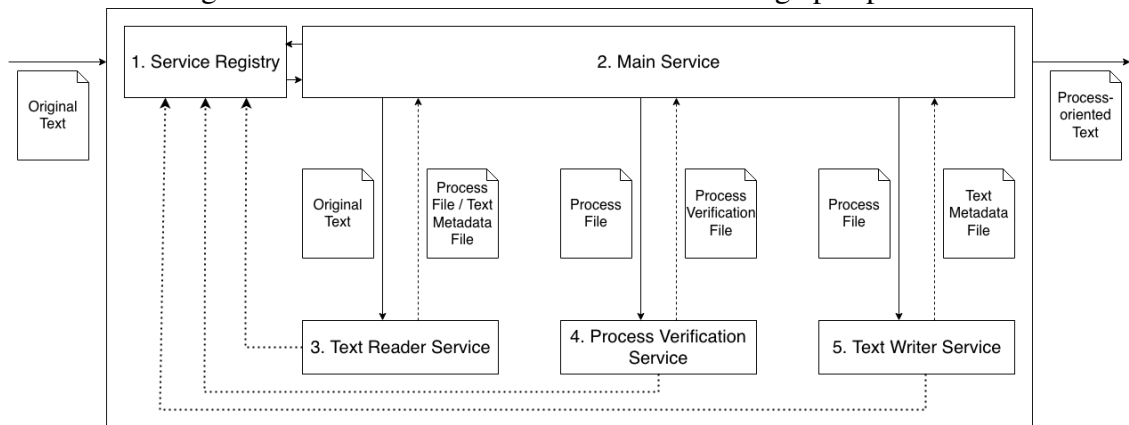 1. Service Registry
2. Main Service
Original
Text
Process-
oriented
Text
Original
Text
Process
File / Text
Metadata
File
Process
File
Process
Verification
File
Process
File
Text
Metadata
File
3. Text Reader Service
4. Process Verification
Service
5. Text Writer Service